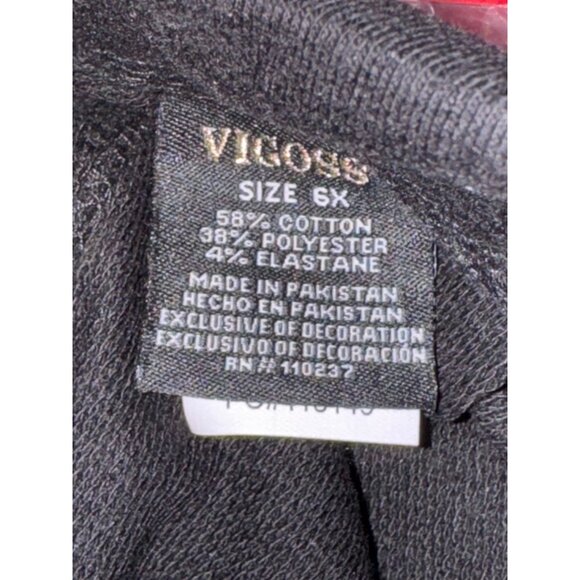 VIGOSS
SIZE 6X
58% COTTON
38% POLYESTER
4% ELASTANE
MADE IN PAKISTAN
HECHO EN PAKISTAN
EXCLUSIVE OF DECORATION
EXCLUSIVO OF DECORACIÓN
RN# 110237